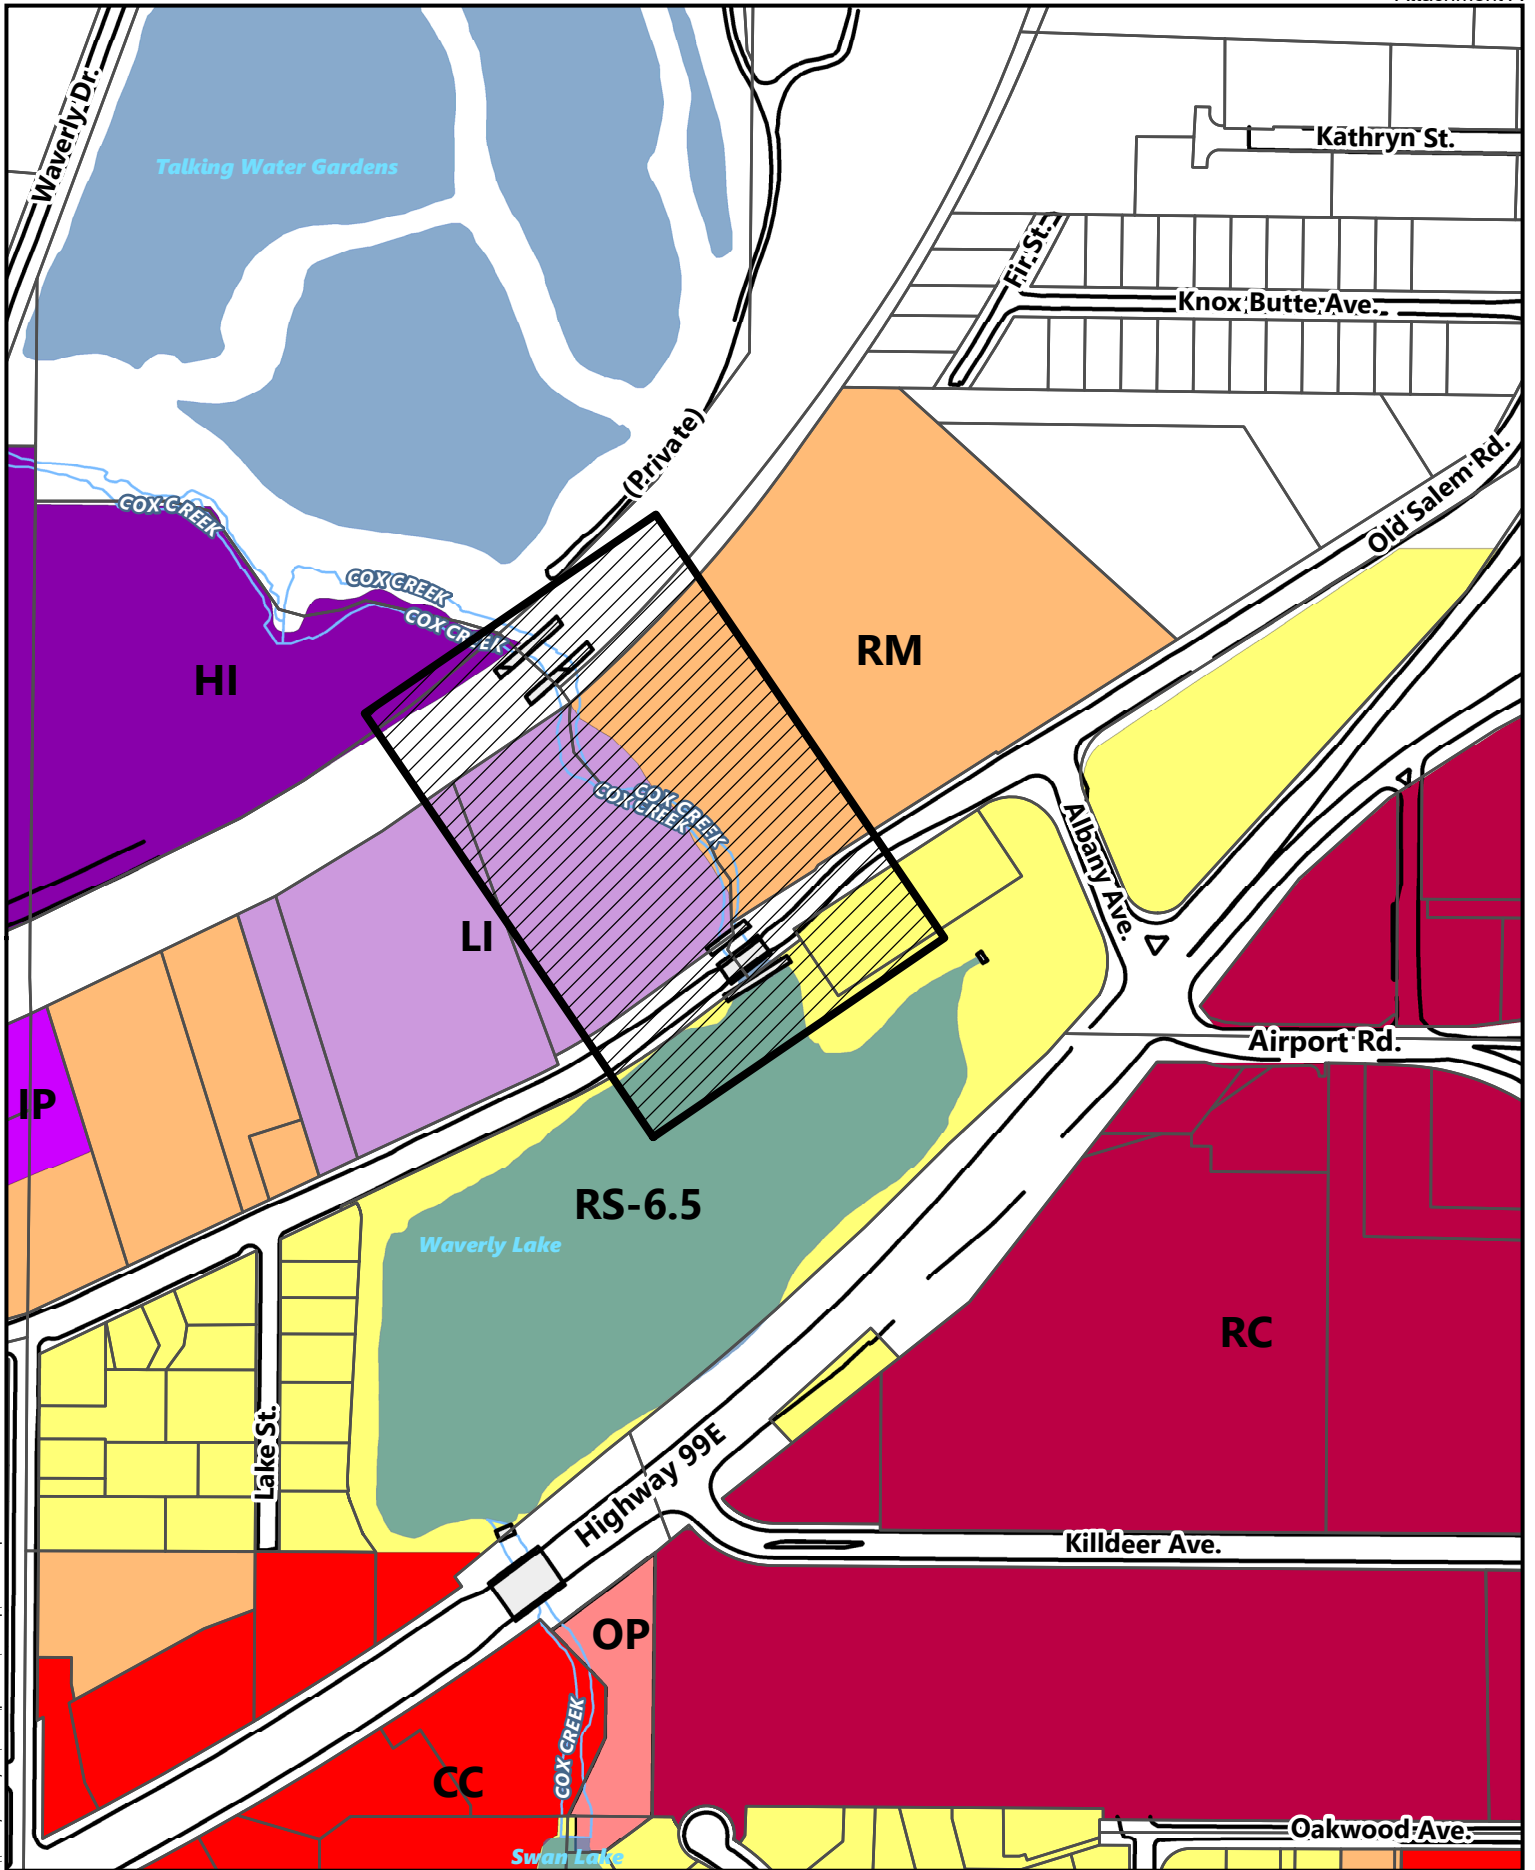 Waverly Dr.
Talking Water Gardens
Kathryn St.
Fir St.
Knox Butte Ave.
(Private)
Old Salem Rd.
COX CREEK
COX CREEK
COX CREEK
HI
RM
COX CREEK
COX CREEK
Albany Ave.
LI
Airport Rd.
IP
RS-6.5
Waverly Lake
RC
Lake St.
Highway 99E
Killdeer Ave.
OP
COX CREEK
CC
Oakwood Ave.
Swan Lake